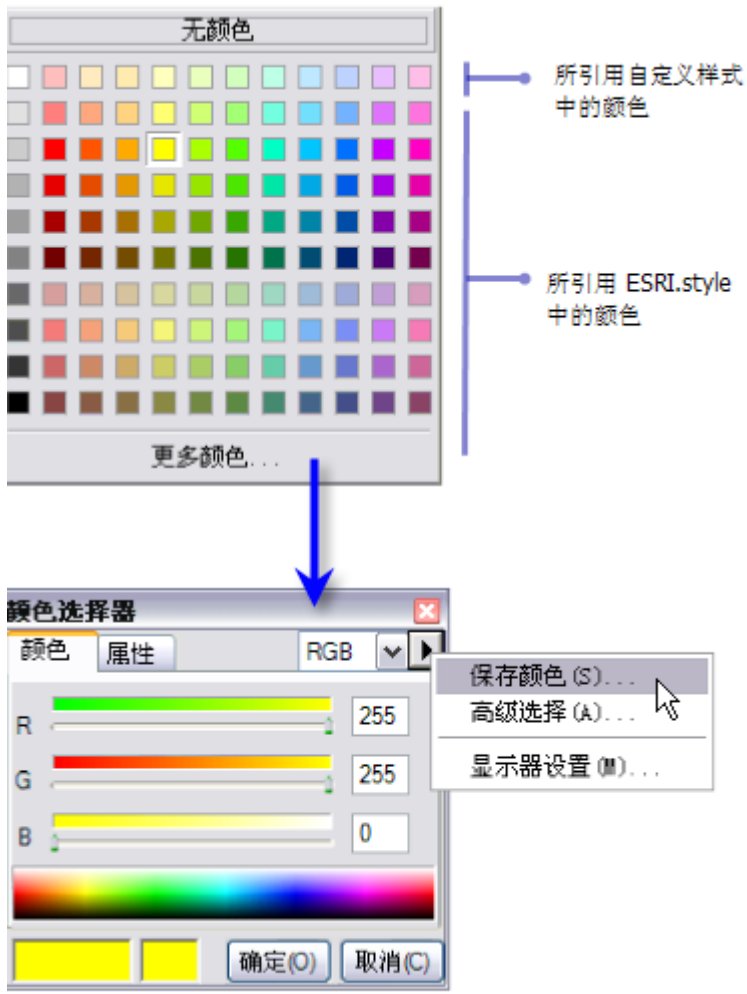 无颜色
所引用自定义样式
中的颜色
所引用 ESRI.style
中的颜色
更多颜色...
颜色选择器
颜色
属性
RGB
保存颜色(S)...
高级选择(A)...
显示器设置(M)...
R
255
G
255
B
0
确定(O)
取消(C)